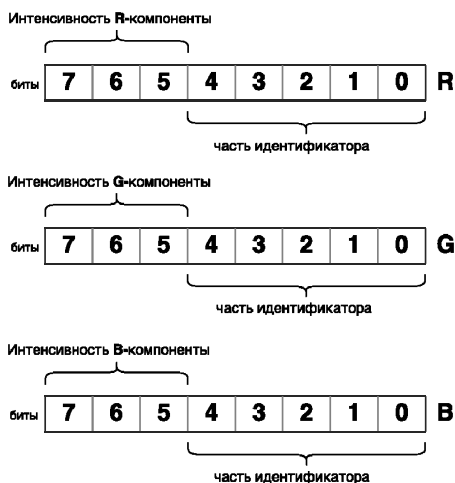 Интенсивность R-компоненты
биты 7 6 5 4 3 2 1 0 R
часть идентификатора
Интенсивность G-компоненты
биты 7 6 5 4 3 2 1 0 G
часть идентификатора
Интенсивность B-компоненты
биты 7 6 5 4 3 2 1 0 B
часть идентификатора